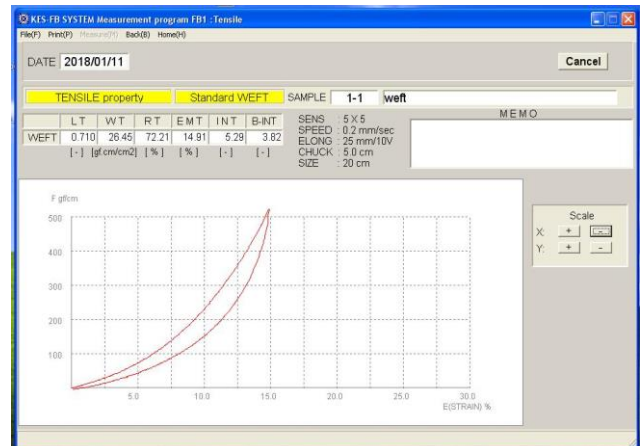 KES-FB SYSTEM Measurement program FB1 : Tensile
File(F) Print(P) Measure(M) Back(B) Home(H)
DATE 2018/01/11 Cancel
TENSILE property Standard WEFT SAMPLE 1-1 weft
LT WT RT EMT INT B-INT
WEFT 0.710 26.45 72.21 14.91 5.29 3.82
[-] [gf.cm/cm2] [%] [%] [-] [-]
SENS : 5 X 5
SPEED : 0.2 mm/sec
ELONG : 25 mm/10V
CHUCK : 5.0 cm
SIZE : 20 cm
MEMO
F gf/cm
500
400
300
200
100
5.0 10.0 15.0 20.0 25.0 30.0
E(STRAIN) %
Scale
X: + -
Y: + -